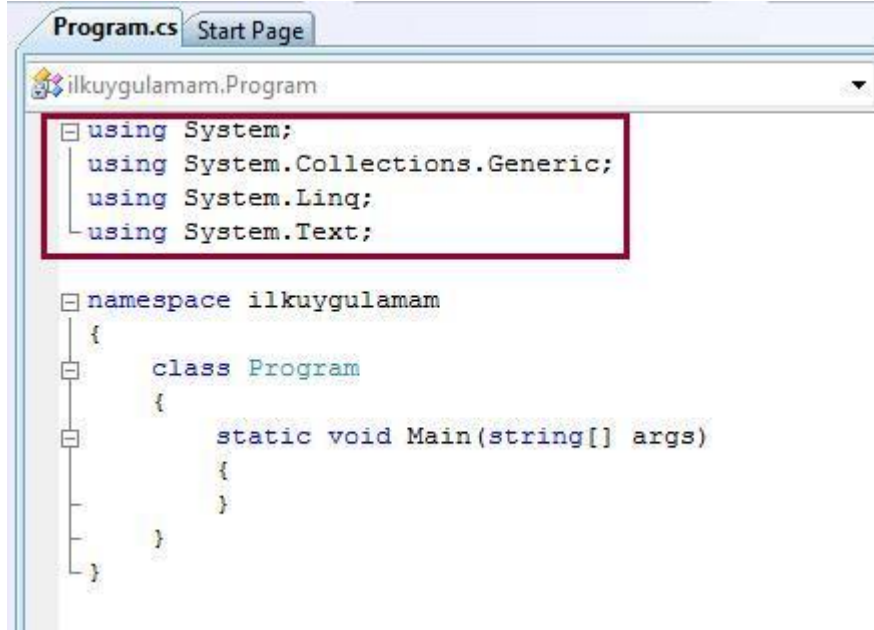 Program.cs Start Page
ilkuygulamam.Program
using System;
using System.Collections.Generic;
using System.Linq;
using System.Text;
namespace ilkuygulamam
{
class Program
{
static void Main(string[] args)
{
}
}
}